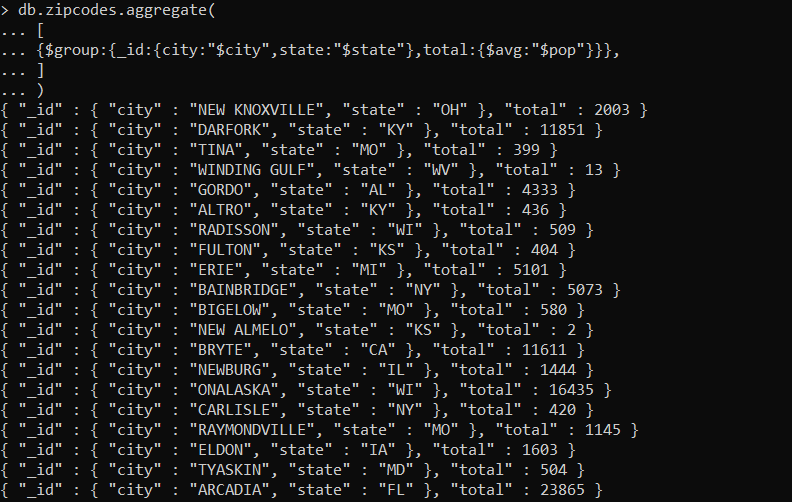 > db.zipcodes.aggregate(
... [
... {$group:{_id:{city:"$city",state:"$state"},total:{$avg:"$pop"}}},
... ]
... )
{ "_id" : { "city" : "NEW KNOXVILLE", "state" : "OH" }, "total" : 2003 }
{ "_id" : { "city" : "DARFORK", "state" : "KY" }, "total" : 11851 }
{ "_id" : { "city" : "TINA", "state" : "MO" }, "total" : 399 }
{ "_id" : { "city" : "WINDING GULF", "state" : "WV" }, "total" : 13 }
{ "_id" : { "city" : "GORDO", "state" : "AL" }, "total" : 4333 }
{ "_id" : { "city" : "ALTRO", "state" : "KY" }, "total" : 436 }
{ "_id" : { "city" : "RADISSON", "state" : "WI" }, "total" : 509 }
{ "_id" : { "city" : "FULTON", "state" : "KS" }, "total" : 404 }
{ "_id" : { "city" : "ERIE", "state" : "MI" }, "total" : 5101 }
{ "_id" : { "city" : "BAINBRIDGE", "state" : "NY" }, "total" : 5073 }
{ "_id" : { "city" : "BIGELOW", "state" : "MO" }, "total" : 580 }
{ "_id" : { "city" : "NEW ALMELO", "state" : "KS" }, "total" : 2 }
{ "_id" : { "city" : "BRYTE", "state" : "CA" }, "total" : 11611 }
{ "_id" : { "city" : "NEWBURG", "state" : "IL" }, "total" : 1444 }
{ "_id" : { "city" : "ONALASKA", "state" : "WI" }, "total" : 16435 }
{ "_id" : { "city" : "CARLISLE", "state" : "NY" }, "total" : 420 }
{ "_id" : { "city" : "RAYMONDVILLE", "state" : "MO" }, "total" : 1145 }
{ "_id" : { "city" : "ELDON", "state" : "IA" }, "total" : 1603 }
{ "_id" : { "city" : "TYASKIN", "state" : "MD" }, "total" : 504 }
{ "_id" : { "city" : "ARCADIA", "state" : "FL" }, "total" : 23865 }